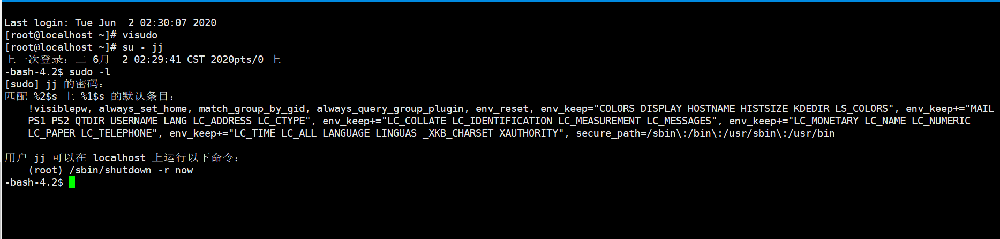 Last login: Tue Jun  2 02:30:07 2020
[root@localhost ~]# visudo
[root@localhost ~]# su - jj
上一次登录：二 6月  2 02:29:41 CST 2020pts/0 上
-bash-4.2$ sudo -l
[sudo] jj 的密码：
匹配 %2$s 上 %1$s 的默认条目：
    !visiblepw, always_set_home, match_group_by_gid, always_query_group_plugin, env_reset, env_keep="COLORS DISPLAY HOSTNAME HISTSIZE KDEDIR LS_COLORS", env_keep+="MAIL
    PS1 PS2 QTDIR USERNAME LANG LC_ADDRESS LC_CTYPE", env_keep+="LC_COLLATE LC_IDENTIFICATION LC_MEASUREMENT LC_MESSAGES", env_keep+="LC_MONETARY LC_NAME LC_NUMERIC
    LC_PAPER LC_TELEPHONE", env_keep+="LC_TIME LC_ALL LANGUAGE LINGUAS _XKB_CHARSET XAUTHORITY", secure_path=/sbin\:/bin\:/usr/sbin\:/usr/bin
用户 jj 可以在 localhost 上运行以下命令：
    (root) /sbin/shutdown -r now
-bash-4.2$